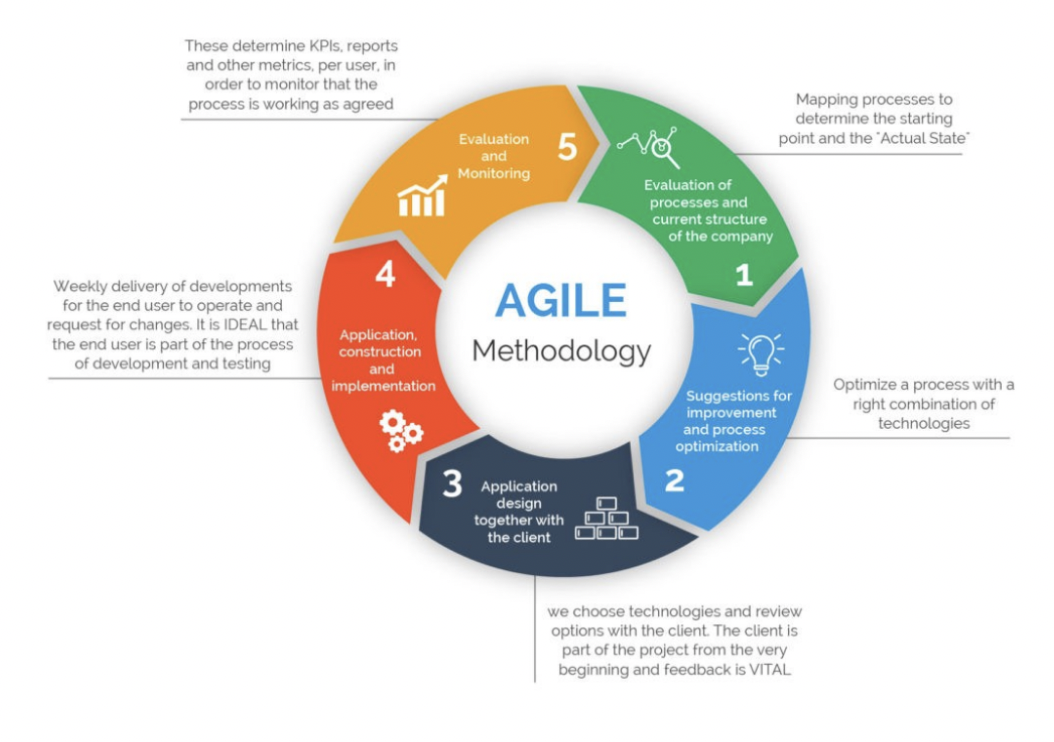 These determine KPIs, reports
and other metrics, per user, in
order to monitor that the
process is working as agreed
Mapping processes to
determine the starting
point and the "Actual State"
Evaluation
and
Monitoring
5
Evaluation of
processes and
current structure
of the company
1
4
Weekly delivery of developments
for the end user to operate and
request for changes. It is IDEAL that
the end user is part of the process
of development and testing
AGILE
Methodology
Application,
construction
and
implementation
Suggestions for
improvement
and process
optimization
2
Optimize a process with a
right combination of
technologies
3
Application
design
together with
the client
we choose technologies and review
options with the client. The client is
part of the project from the very
beginning and feedback is VITAL